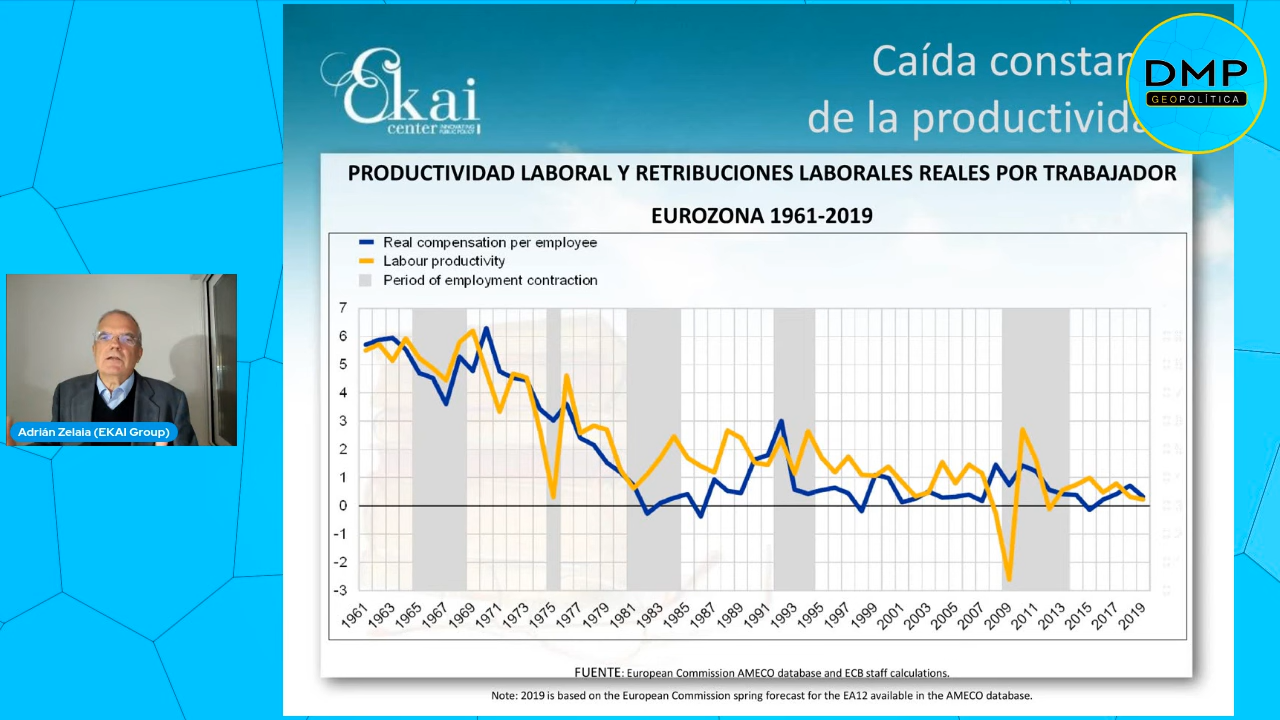 Ekai
center INNOVATING
PUBLIC POLICY
Caída constan
de la productivida
DMP
GEOPOLÍTICA
PRODUCTIVIDAD LABORAL Y RETRIBUCIONES LABORALES REALES POR TRABAJADOR
EUROZONA 1961-2019
Real compensation per employee
Labour productivity
Period of employment contraction
7
6
5
4
3
2
1
0
-1
-2
-3
1961 1963 1965 1967 1969 1971 1973 1975 1977 1979 1981 1983 1985 1987 1989 1991 1993 1995 1997 1999 2001 2003 2005 2007 2009 2011 2013 2015 2017 2019
Adrián Zelaia (EKAI Group)
FUENTE: European Commission AMECO database and ECB staff calculations.
Note: 2019 is based on the European Commission spring forecast for the EA12 available in the AMECO database.